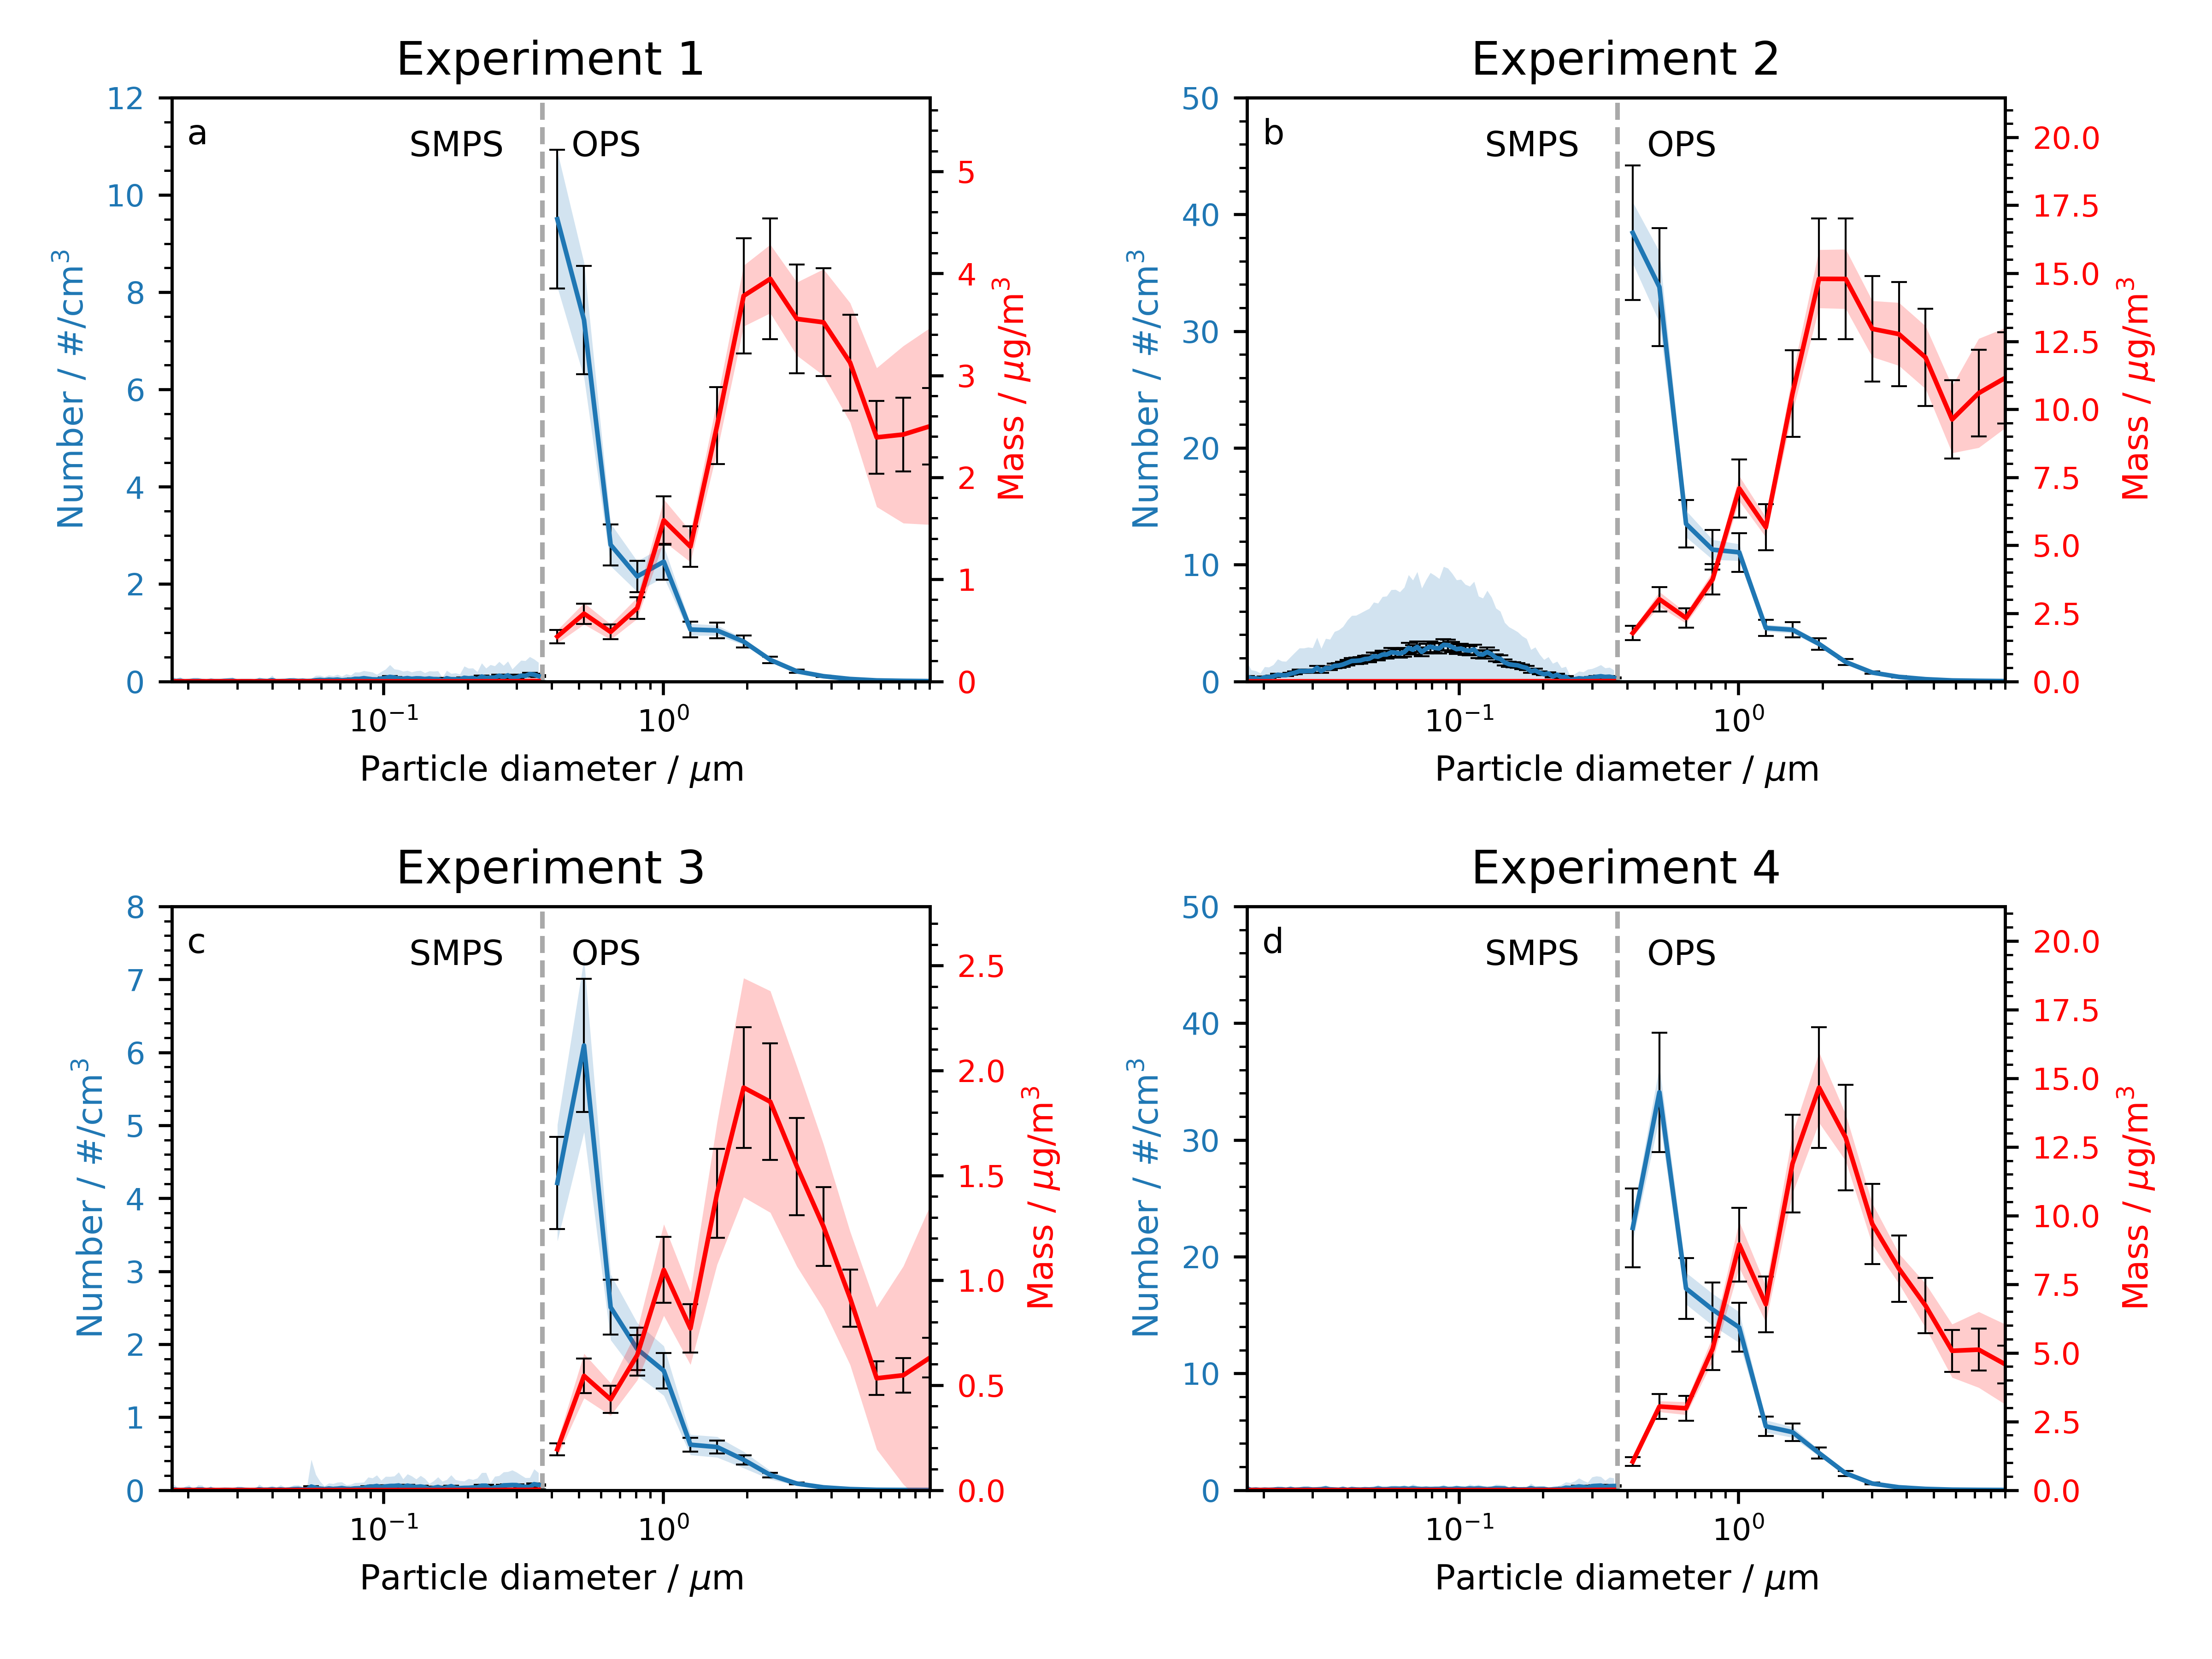 Experiment 1
a
SMPS
OPS
12
10
8
6
4
2
0
Number / #/cm³
5
4
3
2
1
0
Mass / μg/m³
10⁻¹
10⁰
Particle diameter / μm
Experiment 2
b
SMPS
OPS
50
40
30
20
10
0
Number / #/cm³
20.0
17.5
15.0
12.5
10.0
7.5
5.0
2.5
0.0
Mass / μg/m³
10⁻¹
10⁰
Particle diameter / μm
Experiment 3
c
SMPS
OPS
8
7
6
5
4
3
2
1
0
Number / #/cm³
2.5
2.0
1.5
1.0
0.5
0.0
Mass / μg/m³
10⁻¹
10⁰
Particle diameter / μm
Experiment 4
d
SMPS
OPS
50
40
30
20
10
0
Number / #/cm³
20.0
17.5
15.0
12.5
10.0
7.5
5.0
2.5
0.0
Mass / μg/m³
10⁻¹
10⁰
Particle diameter / μm